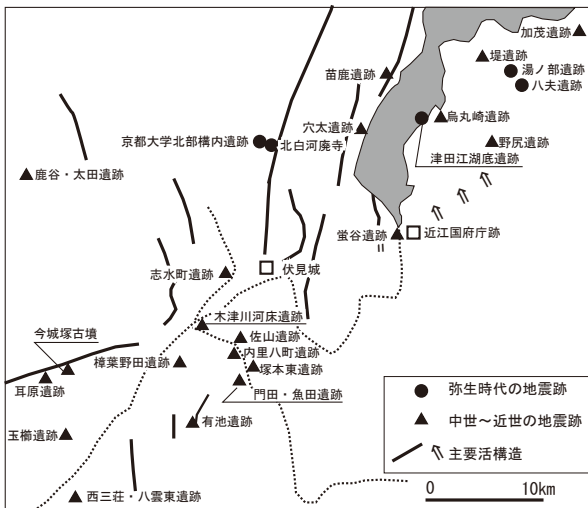 加茂遺跡
堤遺跡
湯ノ部遺跡
八夫遺跡
苗鹿遺跡
烏丸崎遺跡
穴太遺跡
京都大学北部構内遺跡
北白河廃寺
野尻遺跡
津田江湖底遺跡
鹿谷・太田遺跡
蛍谷遺跡
近江国府庁跡
志水町遺跡
伏見城
木津川河床遺跡
今城塚古墳
佐山遺跡
内里八町遺跡
樟葉野田遺跡
塚本東遺跡
耳原遺跡
門田・魚田遺跡
弥生時代の地震跡
中世～近世の地震跡
有池遺跡
玉櫛遺跡
主要活構造
西三荘・八雲東遺跡
0 10km